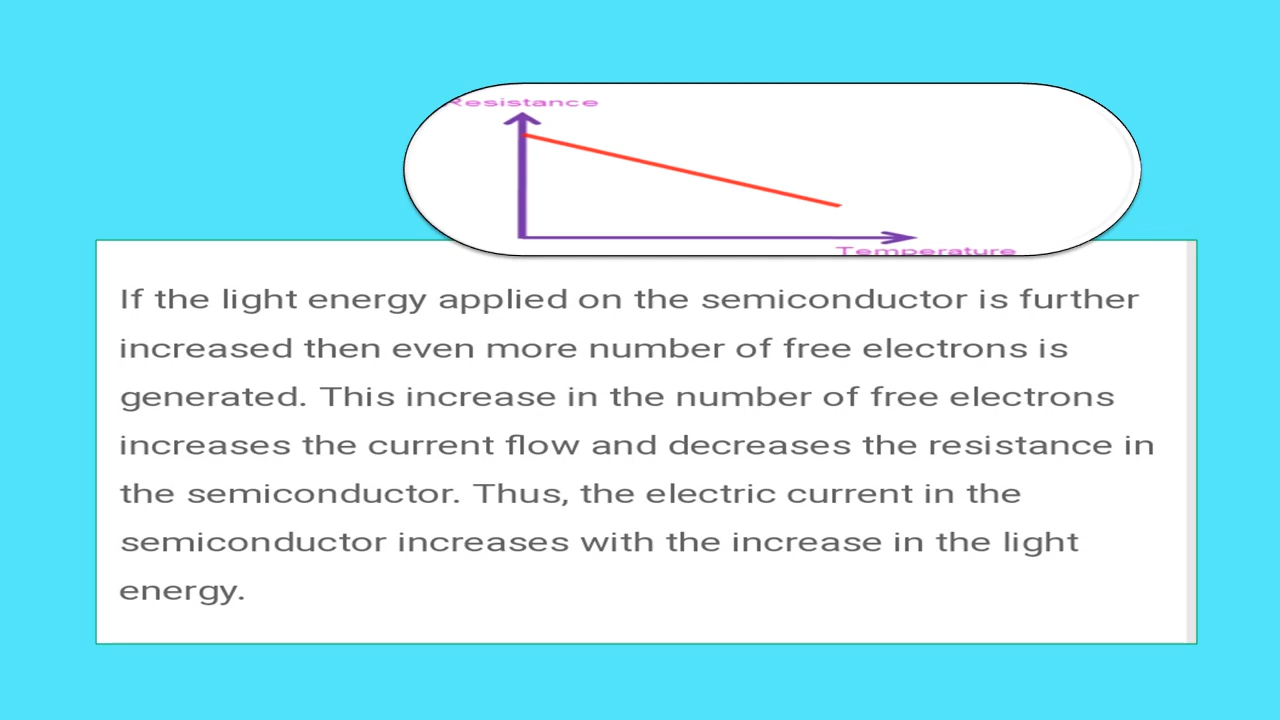 Resistance
Temperature
If the light energy applied on the semiconductor is further
increased then even more number of free electrons is
generated. This increase in the number of free electrons
increases the current flow and decreases the resistance in
the semiconductor. Thus, the electric current in the
semiconductor increases with the increase in the light
energy.